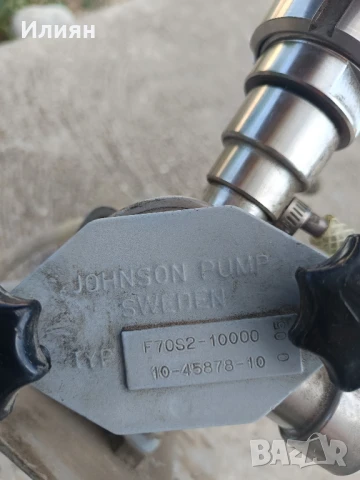 Илиян
JOHNSON PUMP
SWEDEN
TYP F70S2-10000
10-45878-10
BAZAR